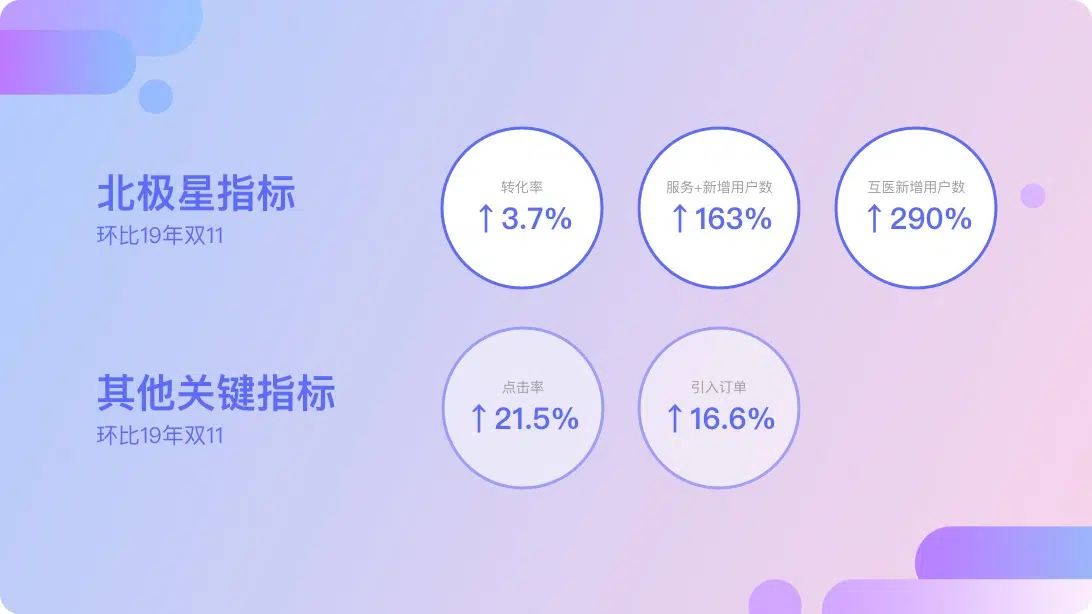 北极星指标
环比19年双11
转化率
↑3.7%
服务+新增用户数
↑163%
互医新增用户数
↑290%
其他关键指标
环比19年双11
点击率
↑21.5%
引入订单
↑16.6%